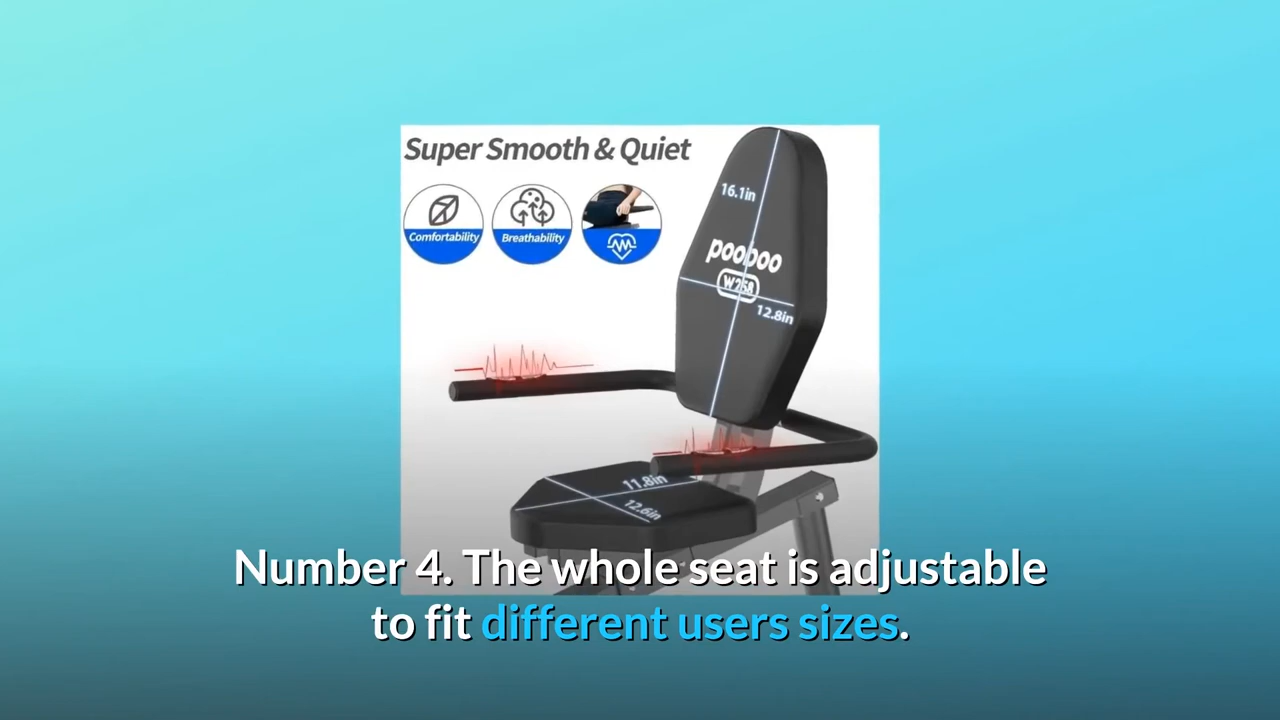 Super Smooth & Quiet
Comfortability
Breathability
16.1in
pooboo
W268
12.8in
11.8in
12.6in
Number 4. The whole seat is adjustable
to fit different users sizes.